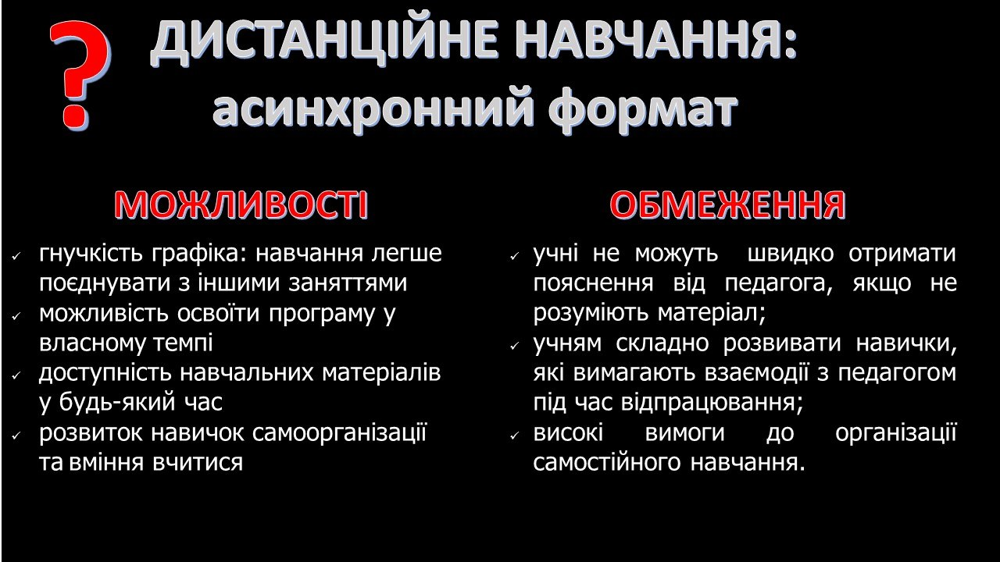 ?
ДИСТАНЦІЙНЕ НАВЧАННЯ:
асинхронний формат
МОЖЛИВОСТІ
гнучкість графіка: навчання легше
поєднувати з іншими заняттями
можливість освоїти програму у
власному темпі
доступність навчальних матеріалів
у будь-який час
розвиток навичок самоорганізації
та вміння вчитися
ОБМЕЖЕННЯ
учні не можуть швидко отримати
пояснення від педагога, якщо не
розуміють матеріал;
учням складно розвивати навички,
які вимагають взаємодії з педагогом
під час відпрацювання;
високі вимоги до організації
самостійного навчання.